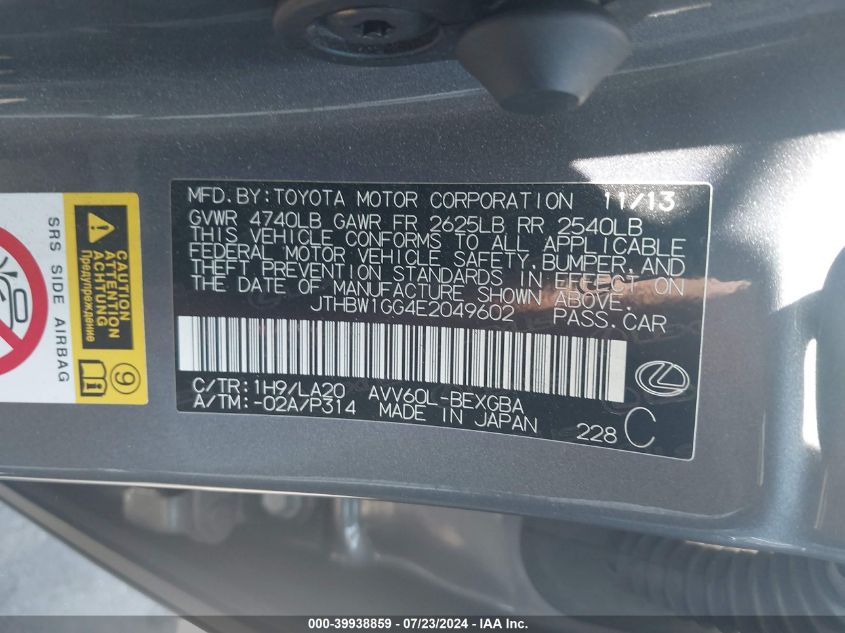 MFD.BY:TOYOTA MOTOR CORPORATION 11/13
GVWR 4740LB GAWR FR 2625LB RR 2540LB
THIS VEHICLE CONFORMS TO ALL APPLICABLE
FEDERAL MOTOR VEHICLE SAFETY,BUMPER,AND
THEFT PREVENTION STANDARDS IN EFFECT ON
THE DATE OF MANUFACTURE SHOWN ABOVE.
JTHBW1GG4E2049602 PASS.CAR
C/TR:1H9/LA20 AVV60L-BEXGBA
A/TM:-02A/P314 MADE IN JAPAN
228 C
SRS SIDE AIRBAG
CAUTION
ATTENTION
ACHTUNG
Предупреждение
9
000-39938859 / 07/23/2024 - IAA Inc.